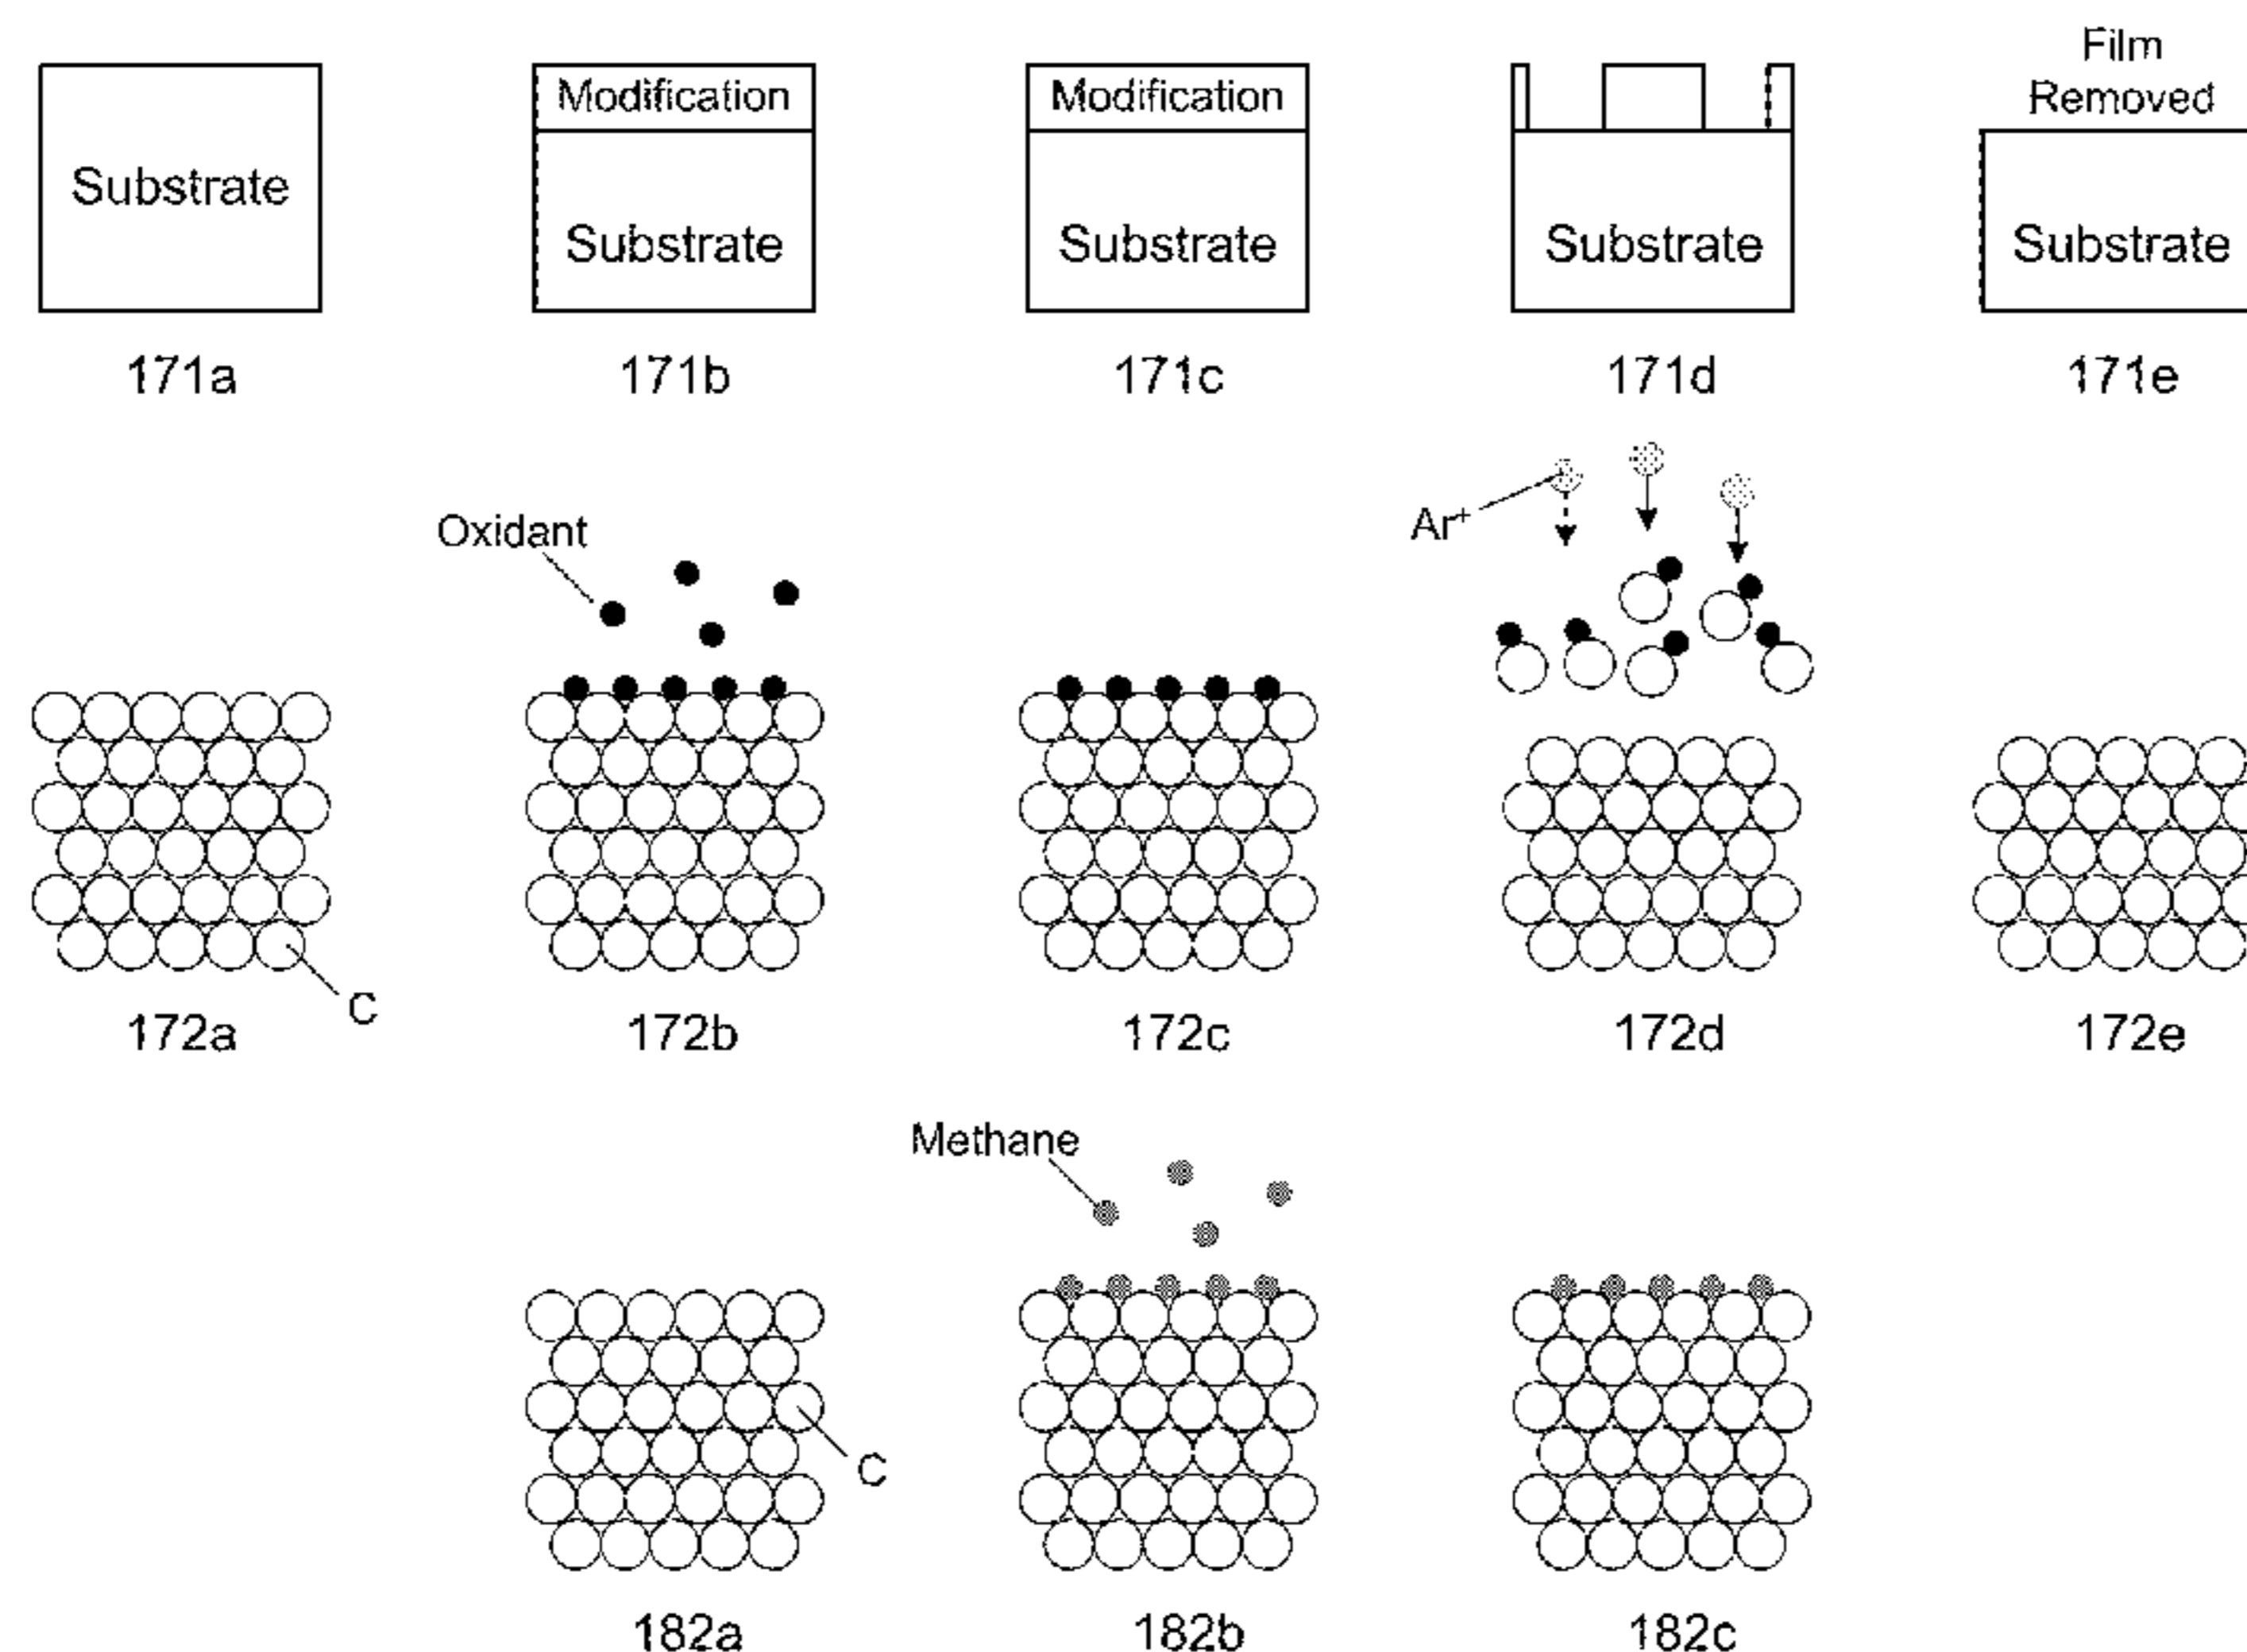 Film
Removed
Modification
Modification
Substrate
Substrate
Substrate
Substrate
Substrate
171a
171b
171c
171d
171e
Oxidant
Ar⁺
C
172a
172b
172c
172d
172e
Methane
C
182a
182b
182c